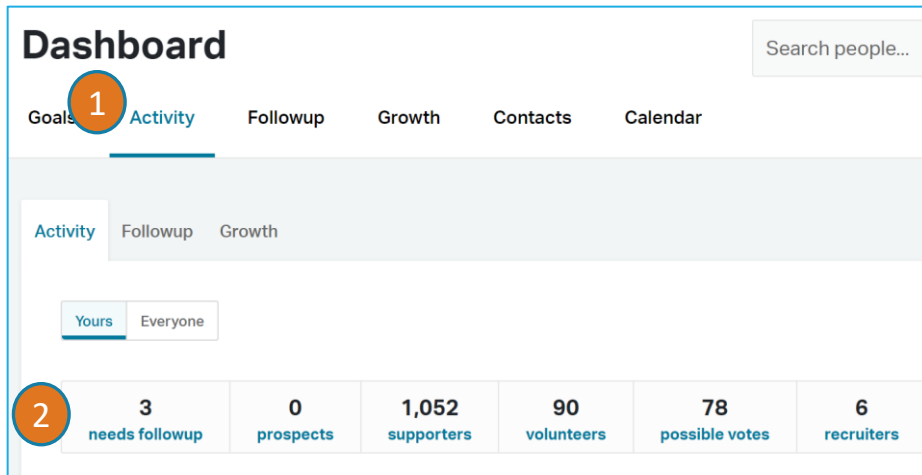 Dashboard
Search people...
Goals 1 Activity Followup Growth Contacts Calendar
Activity Followup Growth
Yours Everyone
2 3 0 1,052 90 78 6
needs followup prospects supporters volunteers possible votes recruiters